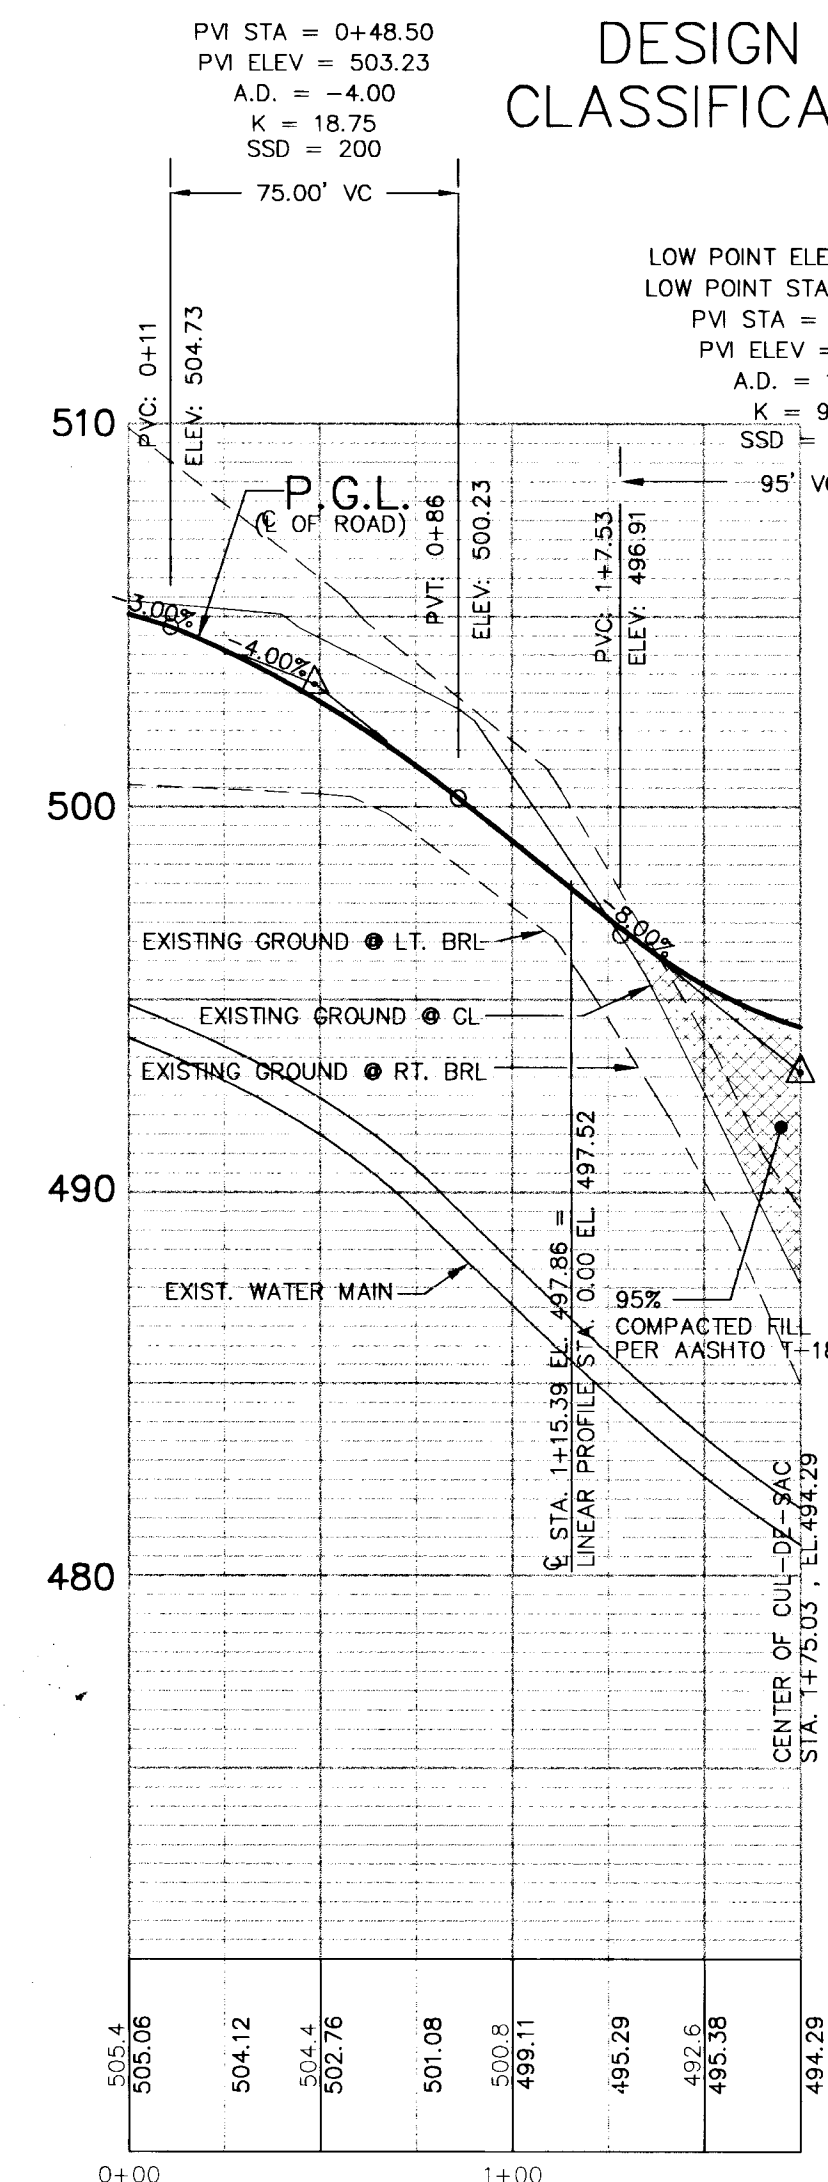 PVI STA = 0+48.50
PVI ELEV = 503.23
A.D. = -4.00
K = 18.75
SSD = 200
75.00' VC
DESIGN
CLASSIFICA
LOW POINT ELE
LOW POINT STA
PVI STA =
PVI ELEV =
A.D. =
K = 9
SSD =
95' VC
PVC: 0+11
ELEV: 504.73
PVT: 0+86
ELEV: 500.23
PVC: 1+7.53
ELEV: 496.91
510
P.G.L.
(℄ OF ROAD)
3.00%
-4.00%
500
-8.00%
EXISTING GROUND @ LT. BRL
EXISTING GROUND @ CL
EXISTING GROUND @ RT. BRL
490
EXIST. WATER MAIN
95%
COMPACTED FILL
PER AASHTO T-18
℄ STA. 1+15.39 EL. 497.86 =
LINEAR PROFILE STA. 0.00 EL. 497.52
480
CENTER OF CUL-DE-SAC
STA. 1+75.03 , EL.494.29
505.4
505.06
504.12
504.4
502.76
501.08
500.8
499.11
495.29
492.6
495.38
494.29
0+00
1+00